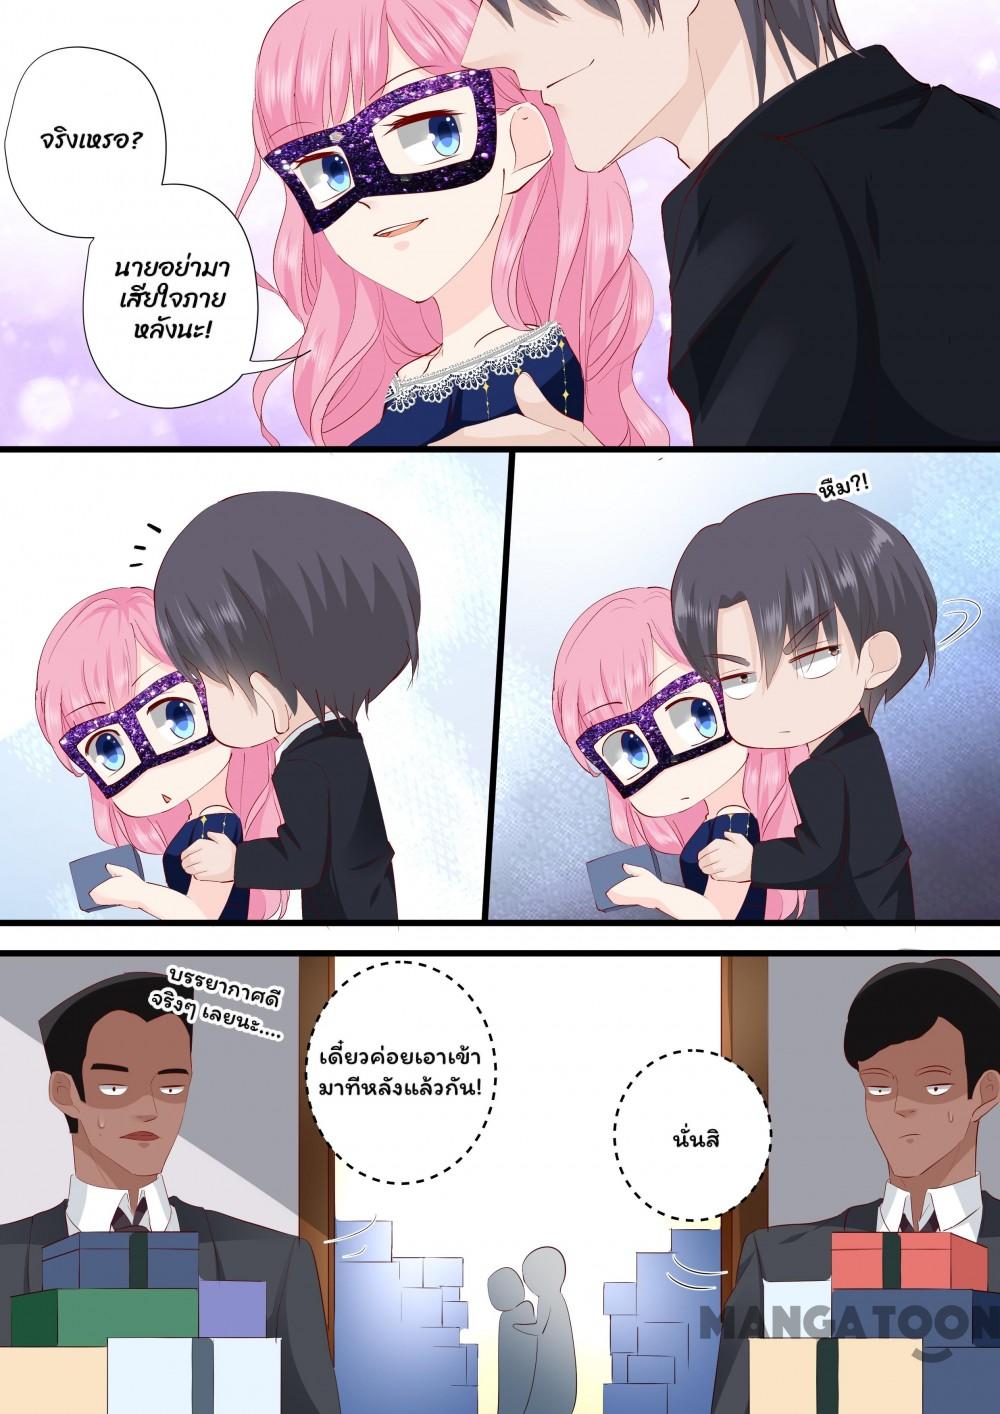 จริงเหรอ?
นายอย่ามา
เสียใจภาย
หลังนะ!
หืม?!
บรรยากาศดี
จริงๆ เลยนะ....
เดี๋ยวค่อยเอาเข้า
มาทีหลังแล้วกัน!
นั่นสิ
MANGATOON